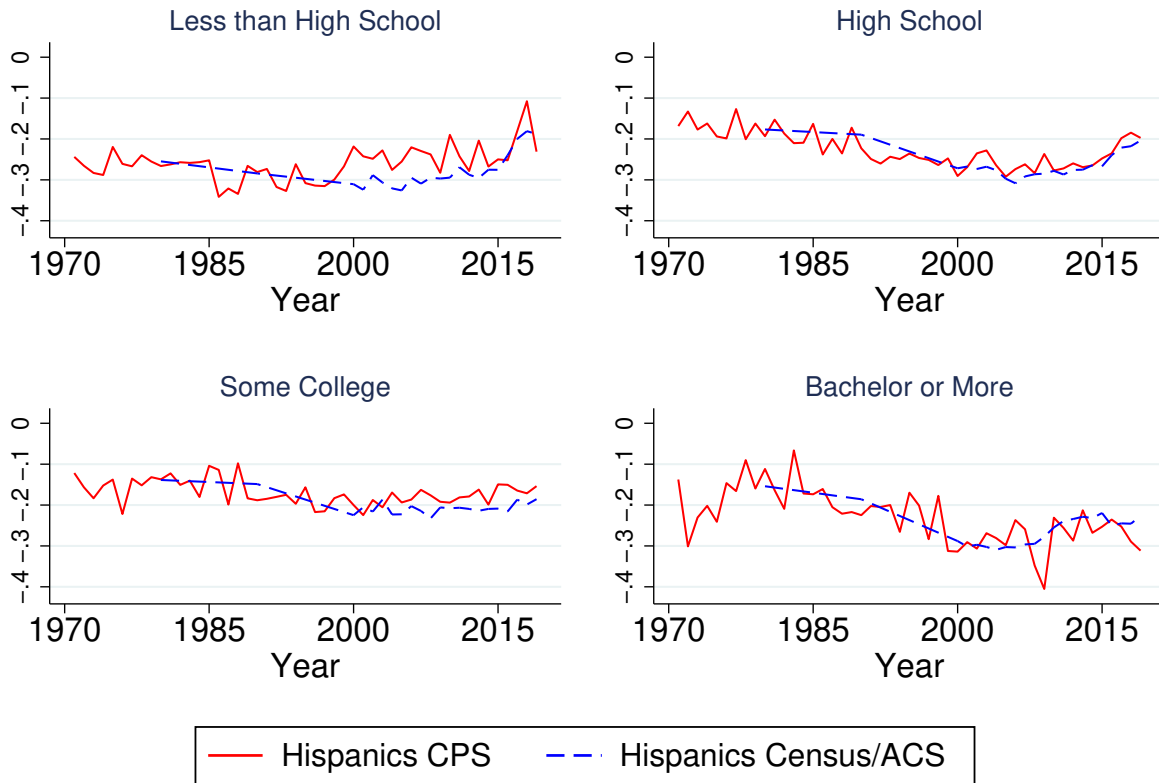 Less than High School
0
-.1
-.2
-.3
-.4
1970 1985 2000 2015
Year
High School
0
-.1
-.2
-.3
-.4
1970 1985 2000 2015
Year
Some College
0
-.1
-.2
-.3
-.4
1970 1985 2000 2015
Year
Bachelor or More
0
-.1
-.2
-.3
-.4
1970 1985 2000 2015
Year
Hispanics CPS Hispanics Census/ACS